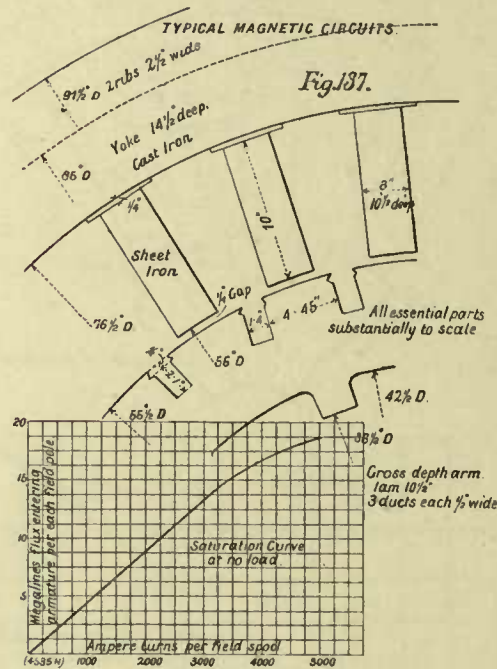 TYPICAL MAGNETIC CIRCUITS.
Fig.137.
91½" D 2 ribs 2½" wide
Yoke 14½" deep.
Cast Iron
86" D
¼"
Sheet
Iron
10"
8"
10½" deep
76½" D
¼" Gap
1·4"
4·45"
All essential parts
substantially to scale
56" D
2·1"
55½ D
42½ D.
38½" D
Gross depth arm.
lam 10½"
3 ducts each ½" wide
20
15
10
5
Megalines flux entering
armature per each field pole.
Saturation Curve
at no load.
Ampere turns per field spool
1000
2000
3000
4000
5000